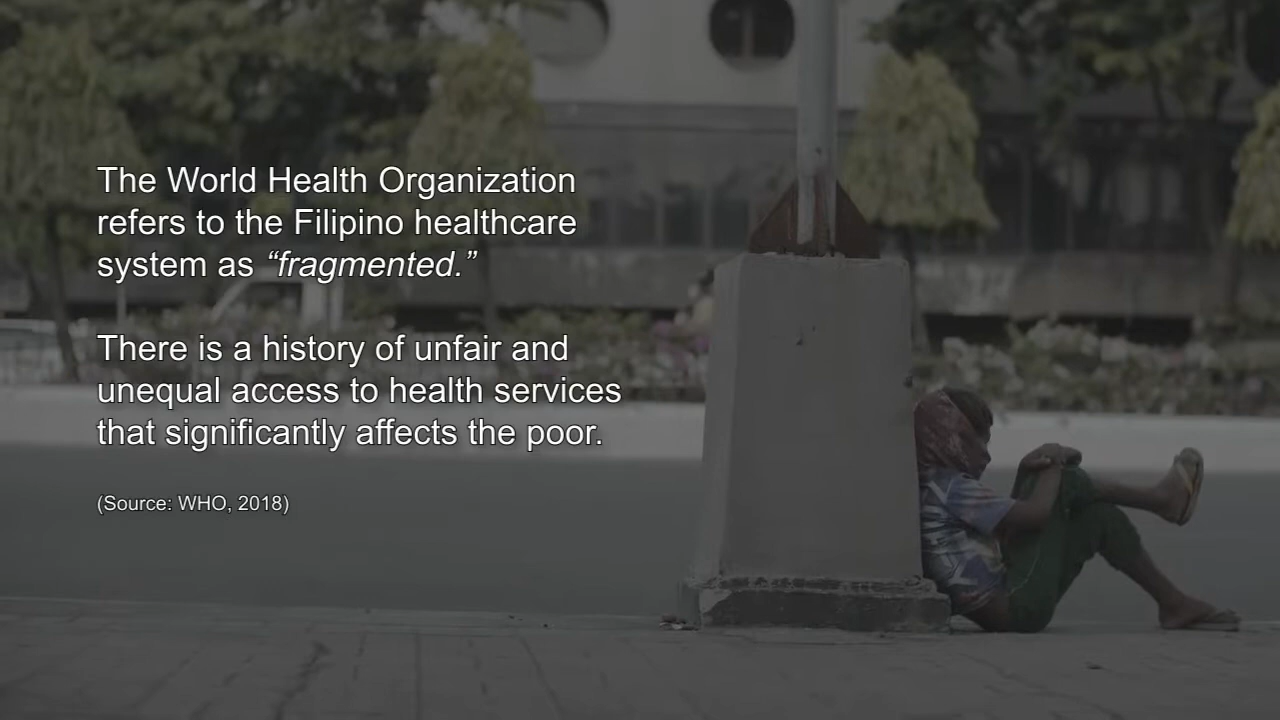 The World Health Organization
refers to the Filipino healthcare
system as “fragmented.”
There is a history of unfair and
unequal access to health services
that significantly affects the poor.
(Source: WHO, 2018)